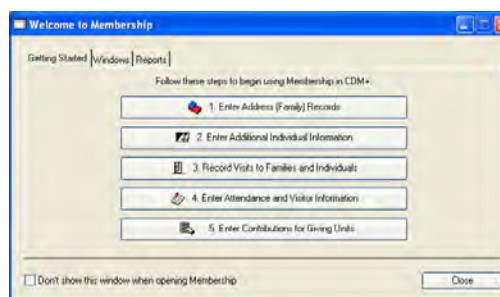 Welcome to Membership
Getting Started Windows Reports
Follow these steps to begin using Membership in CDM+
1. Enter Address (Family) Records
2. Enter Additional Individual Information
3. Record Visits to Families and Individuals
4. Enter Attendance and Visitor Information
5. Enter Contributions for Giving Units
Don't show this window when opening Membership
Close